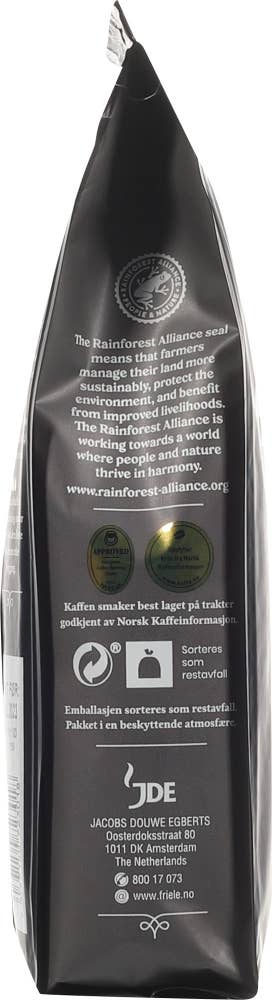 RAINFOREST ALLIANCE
PEOPLE & NATURE
The Rainforest Alliance seal
means that farmers
manage their land more
sustainably, protect the
environment, and benefit
from improved livelihoods.
The Rainforest Alliance is
working towards a world
where people and nature
thrive in harmony.
www.rainforest-alliance.org
APPROVED
Kaffen smaker best laget på trakter
godkjent av Norsk Kaffeinformasjon.
Sorteres
som
restavfall
Emballasjen sorteres som restavfall.
Pakket i en beskyttende atmosfære.
JDE
JACOBS DOUWE EGBERTS
Oosterdoksstraat 80
1011 DK Amsterdam
The Netherlands
800 17 073
www.friele.no